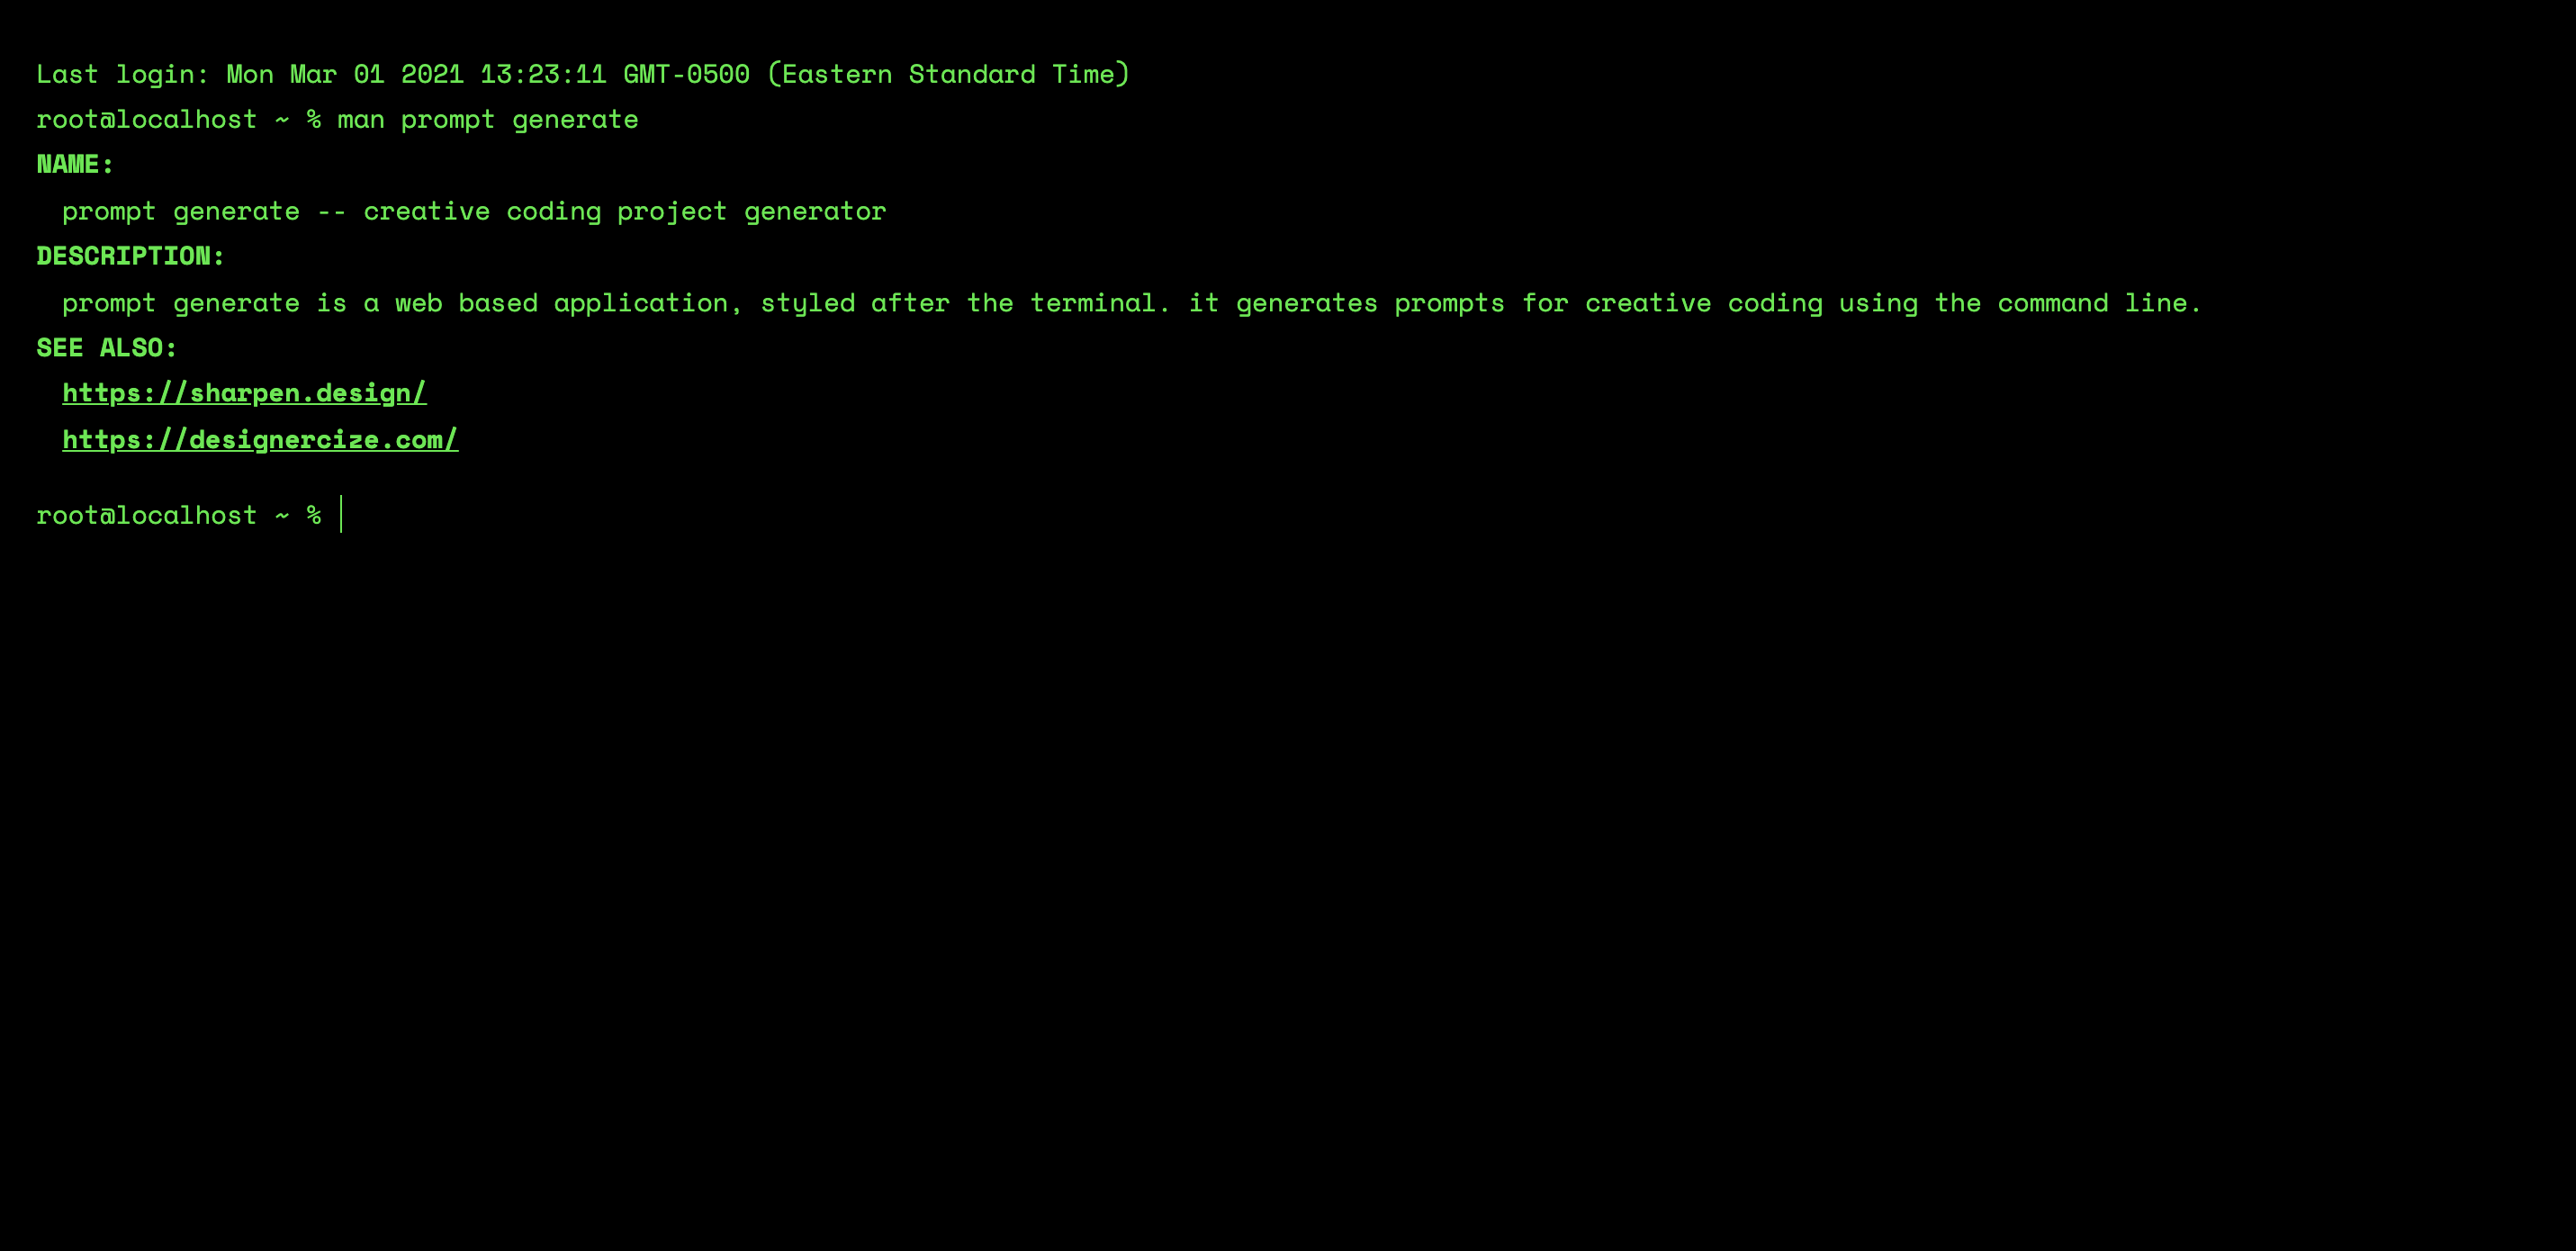 Last login: Mon Mar 01 2021 13:23:11 GMT-0500 (Eastern Standard Time)
root@localhost ~ % man prompt generate
NAME:
prompt generate -- creative coding project generator
DESCRIPTION:
prompt generate is a web based application, styled after the terminal. it generates prompts for creative coding using the command line.
SEE ALSO:
https://sharpen.design/
https://designercize.com/
root@localhost ~ %